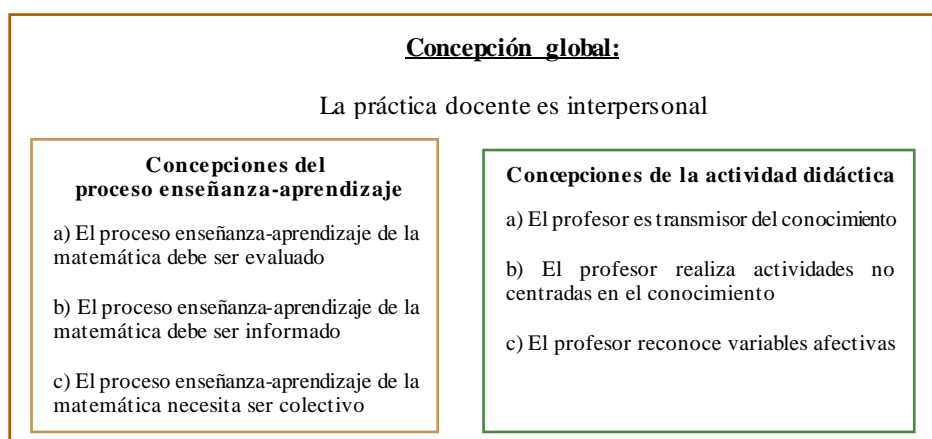 Concepción global:
La práctica docente es interpersonal
Concepciones del
proceso enseñanza-aprendizaje
a) El proceso enseñanza-aprendizaje de la
matemática debe ser evaluado
b) El proceso enseñanza-aprendizaje de la
matemática debe ser informado
c) El proceso enseñanza-aprendizaje de la
matemática necesita ser colectivo
Concepciones de la actividad didáctica
a) El profesor es transmisor del conocimiento
b) El profesor realiza actividades no
centradas en el conocimiento
c) El profesor reconoce variables afectivas